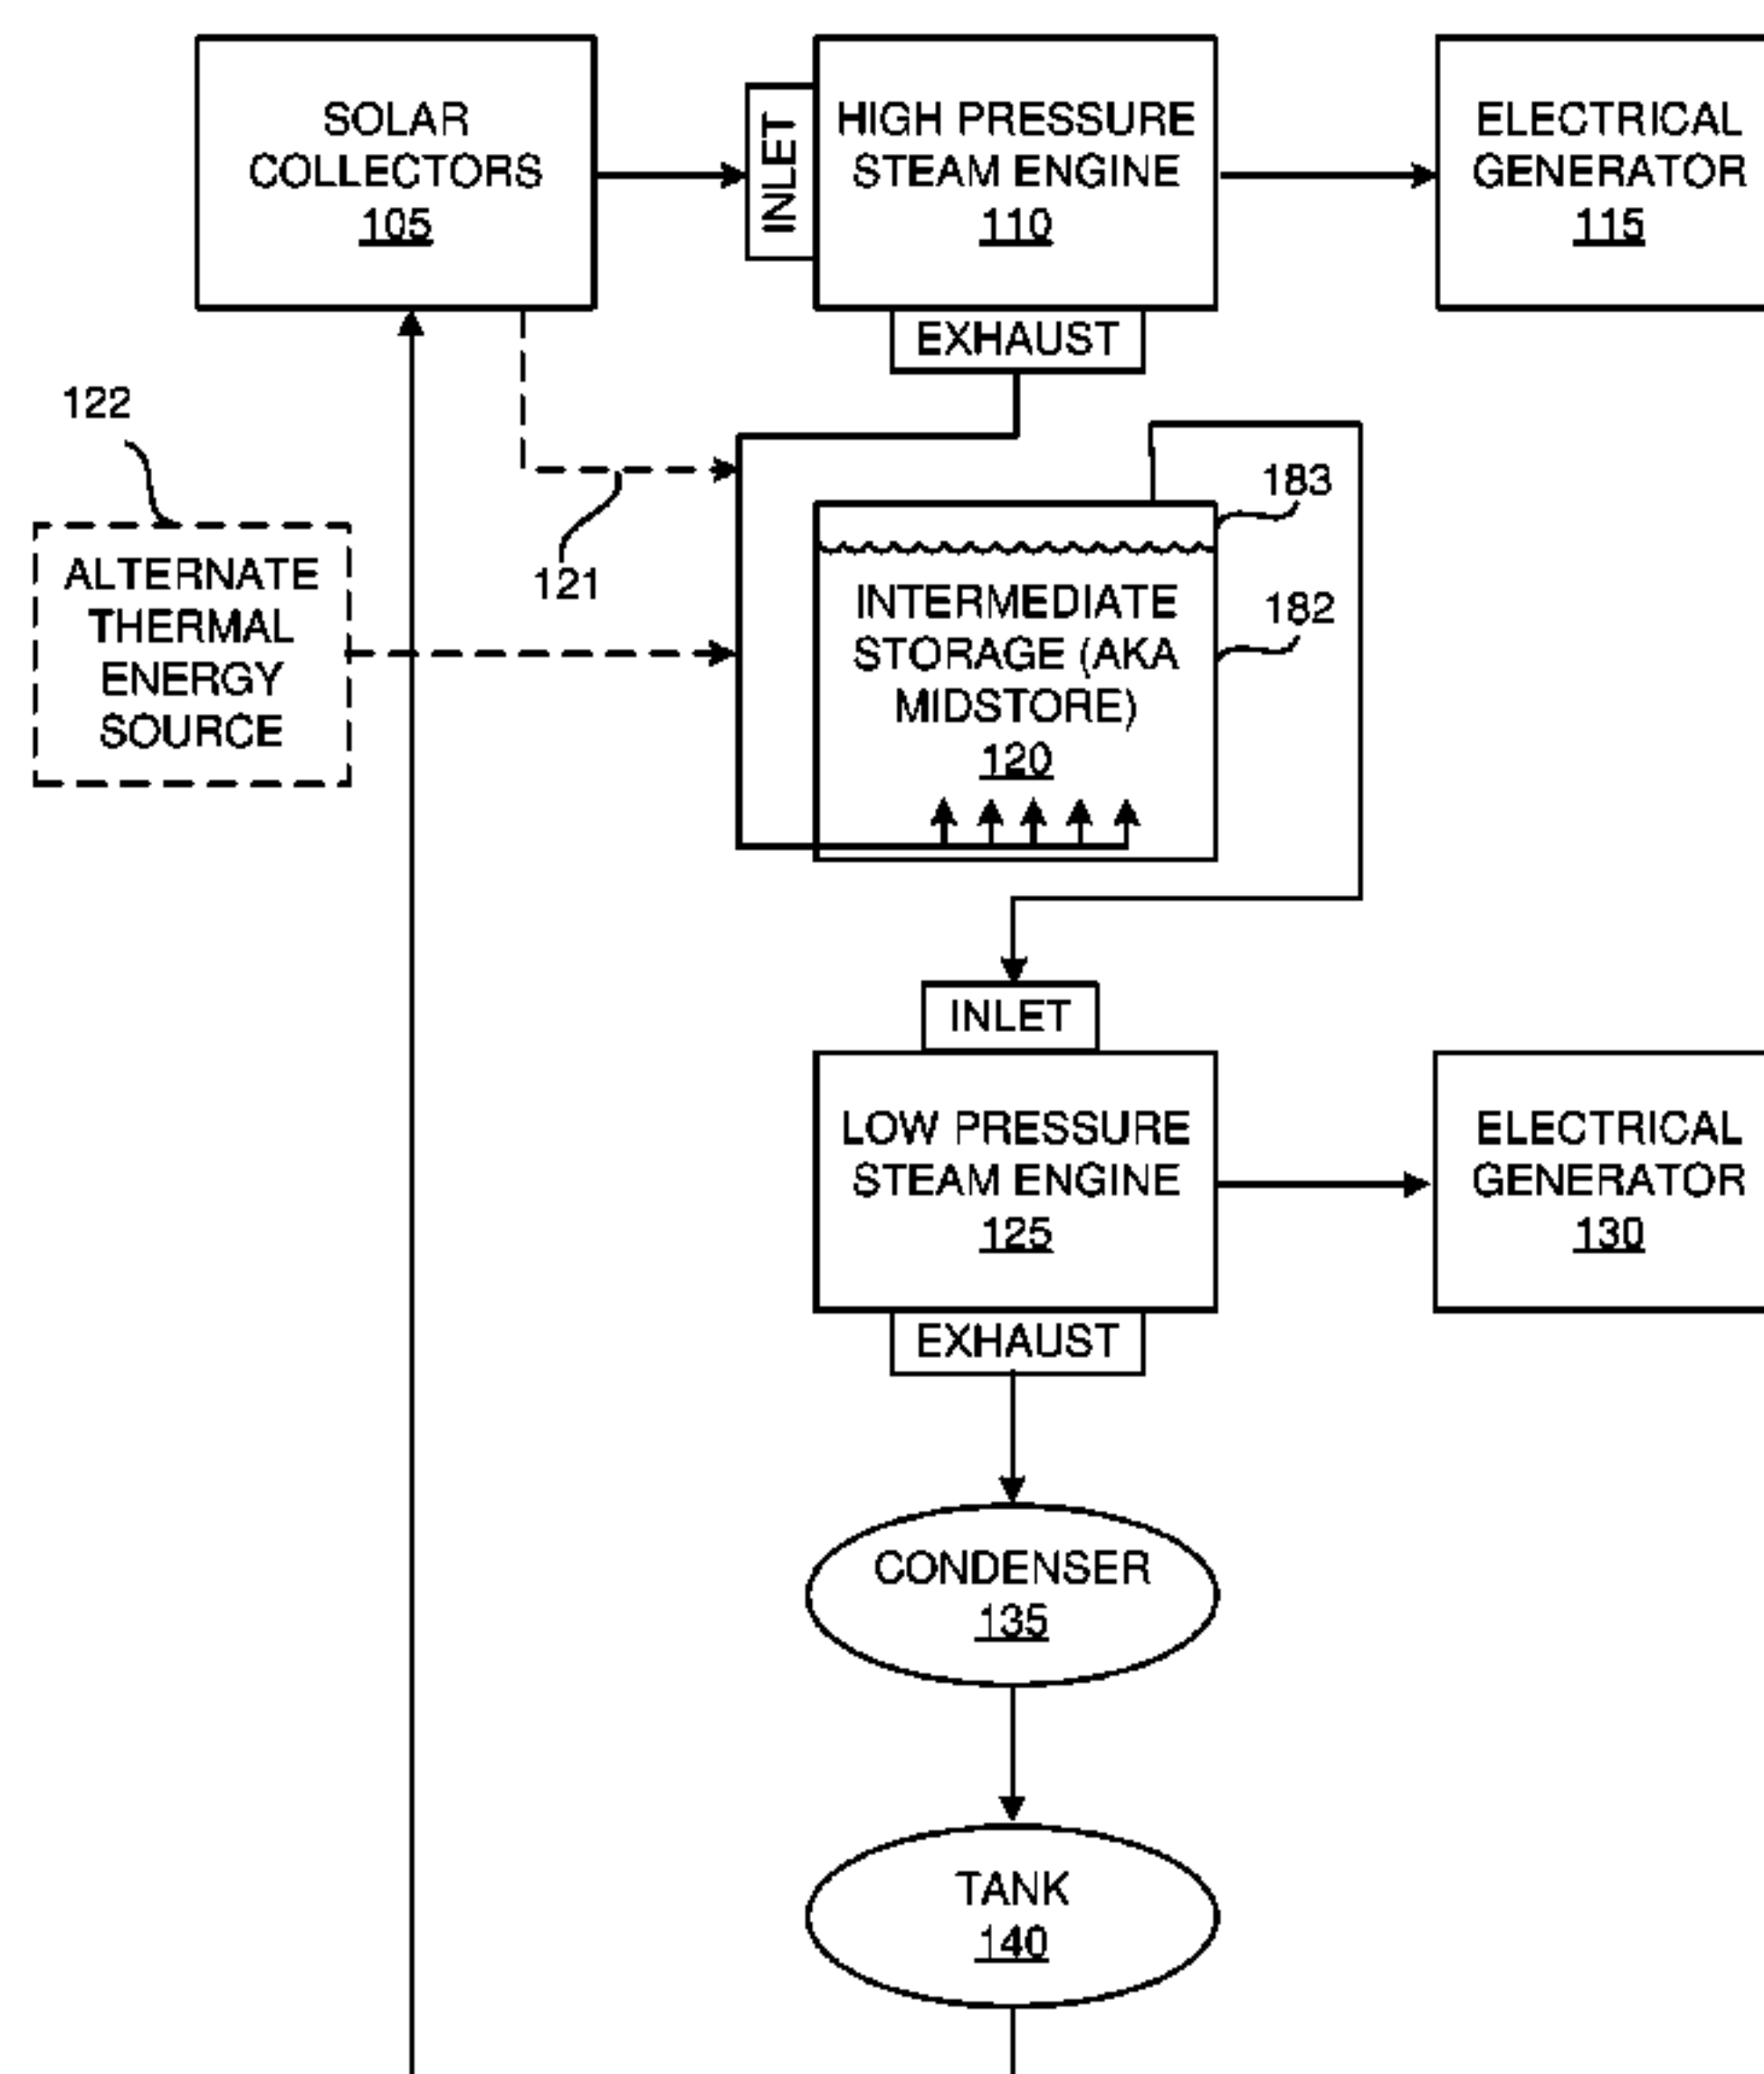 SOLAR
COLLECTORS
105
INLET
HIGH PRESSURE
STEAM ENGINE
110
EXHAUST
ELECTRICAL
GENERATOR
115
122
121
ALTERNATE
THERMAL
ENERGY
SOURCE
183
182
INTERMEDIATE
STORAGE (AKA
MIDSTORE)
120
INLET
LOW PRESSURE
STEAM ENGINE
125
EXHAUST
ELECTRICAL
GENERATOR
130
CONDENSER
135
TANK
140